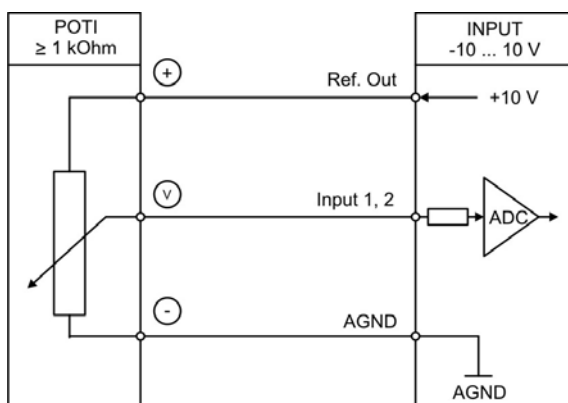 POTI
≥ 1 kOhm
INPUT
-10 ... 10 V
+
Ref. Out
+10 V
V
Input 1, 2
ADC
-
AGND
AGND